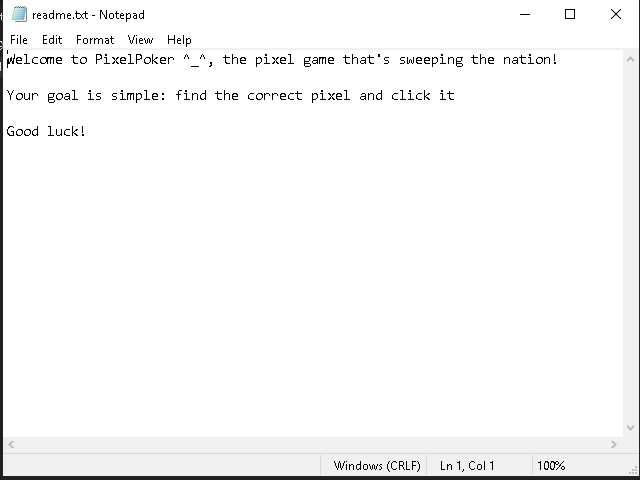 readme.txt - Notepad
File Edit Format View Help
Welcome to PixelPoker ^_^, the pixel game that's sweeping the nation!
Your goal is simple: find the correct pixel and click it
Good luck!
Windows (CRLF) Ln 1, Col 1 100%